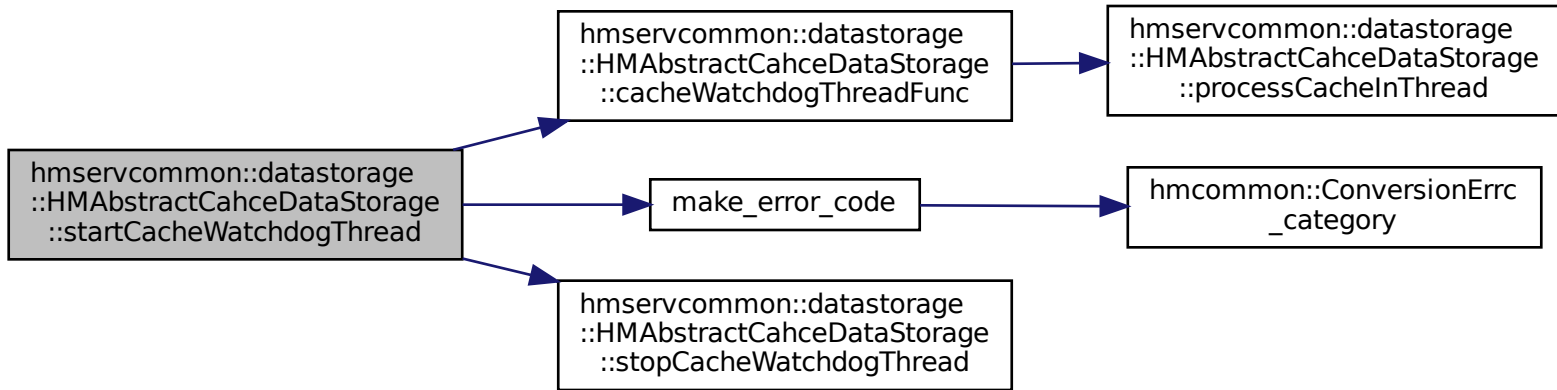 hmservcommon::datastorage
::HMAbstractCahceDataStorage
::startCacheWatchdogThread
hmservcommon::datastorage
::HMAbstractCahceDataStorage
::cacheWatchdogThreadFunc
hmservcommon::datastorage
::HMAbstractCahceDataStorage
::processCacheInThread
make_error_code
hmcommon::ConversionErrc
_category
hmservcommon::datastorage
::HMAbstractCahceDataStorage
::stopCacheWatchdogThread